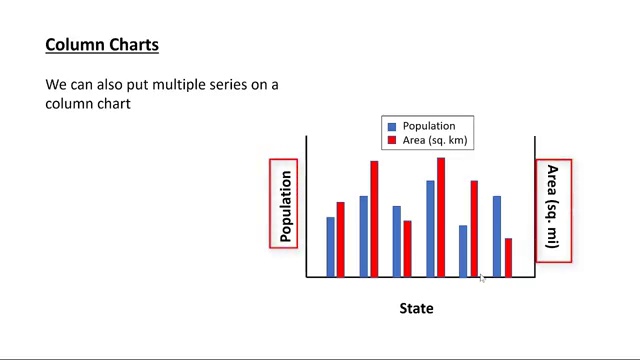 Column Charts
We can also put multiple series on a
column chart
Population
Area (sq. km)
Population
Area (sq. mi)
State